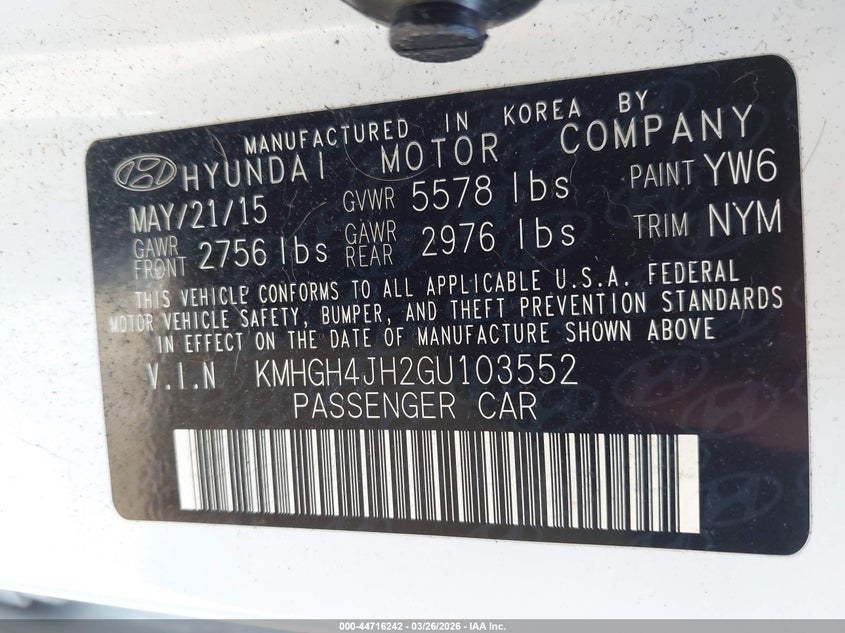 MANUFACTURED IN KOREA BY
HYUNDAI MOTOR COMPANY
MAY/21/15 GVWR 5578 lbs PAINT YW6
GAWR FRONT 2756 lbs GAWR REAR 2976 lbs TRIM NYM
THIS VEHICLE CONFORMS TO ALL APPLICABLE U.S.A. FEDERAL
MOTOR VEHICLE SAFETY, BUMPER, AND THEFT PREVENTION STANDARDS
IN EFFECT ON THE DATE OF MANUFACTURE SHOWN ABOVE
V.I.N KMHGH4JH2GU103552
PASSENGER CAR
000-44716242 | 03/26/2026 - IAA Inc.